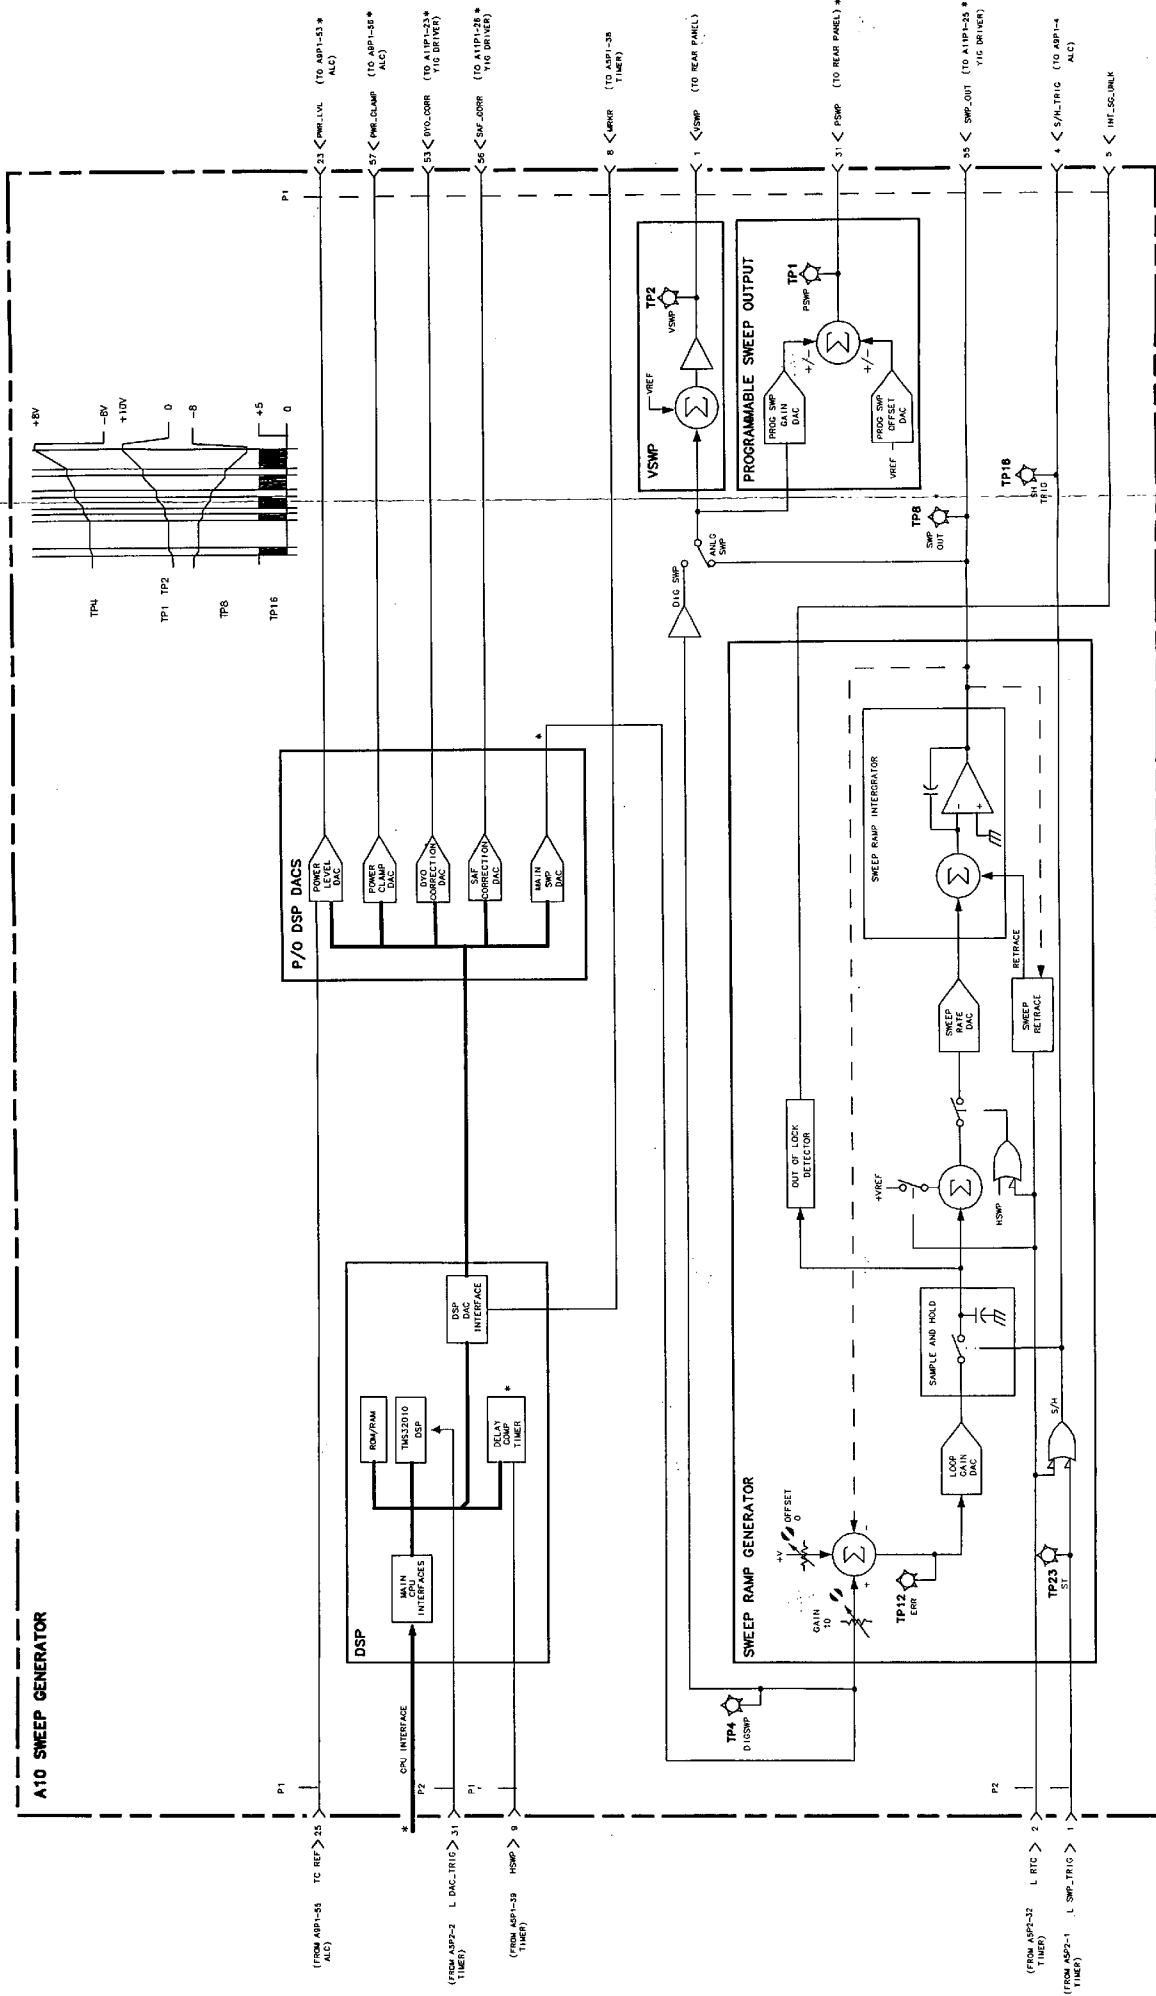 A10 SWEEP GENERATOR
(FROM A9P1-55
ALC)
TC REF
25
P1
CPU INTERFACE
*
(FROM A5P2-2
TIMER)
L DAC_TRIG
31
P2
(FROM A5P1-39
TIMER)
HSWP
9
P1
(FROM A5P2-32
TIMER)
L RTC
2
P2
(FROM A5P2-1
TIMER)
L SWP_TRIG
1
DSP
MAIN
CPU
INTERFACES
ROM/RAM
TMS32010
DSP
DELAY
COMP
TIMER
*
DSP
DAC
INTERFACE
P/O DSP DACS
POWER
LEVEL
DAC
POWER
CLAMP
DAC
DYO
CORRECTION
DAC
SAF
CORRECTION
DAC
MAIN
SWP
DAC
*
TP4
TP1 TP2
TP8
TP16
+8V
-8V
+10V
0
-8
+5
0
P1
23 PWR_LVL (TO A9P1-53*
ALC)
57 PWR_CLAMP (TO A9P1-56*
ALC)
53 DYO_CORR (TO A11P1-23*
YIG DRIVER)
56 SAF_CORR (TO A11P1-26*
YIG DRIVER)
8 MRKR (TO A5P1-38
TIMER)
1 VSWP (TO REAR PANEL)
31 PSWP (TO REAR PANEL)*
55 SWP_OUT (TO A11P1-25*
YIG DRIVER)
4 S/H_TRIG (TO A9P1-4
ALC)
5 INT_SG_UNLK
VSWP
VREF
Σ
TP2
VSWP
PROGRAMMABLE SWEEP OUTPUT
PROG SWP
GAIN
DAC
PROG SWP
OFFSET
DAC
VREF
+/-
+/-
Σ
TP1
PSWP
DIG SWP
ANLG
SWP
TP8
SWP
OUT
TP16
SH
TRIG
TP4
DIGSWP
SWEEP RAMP GENERATOR
GAIN
10
+V
OFFSET
0
Σ
+
-
TP12
ERR
LOOP
GAIN
DAC
SAMPLE AND HOLD
OUT OF LOCK
DETECTOR
+VREF
Σ
HSWP
SWEEP
RATE
DAC
SWEEP
RETRACE
RETRACE
SWEEP RAMP INTERGRATOR
Σ
-
+
TP23
ST
S/H